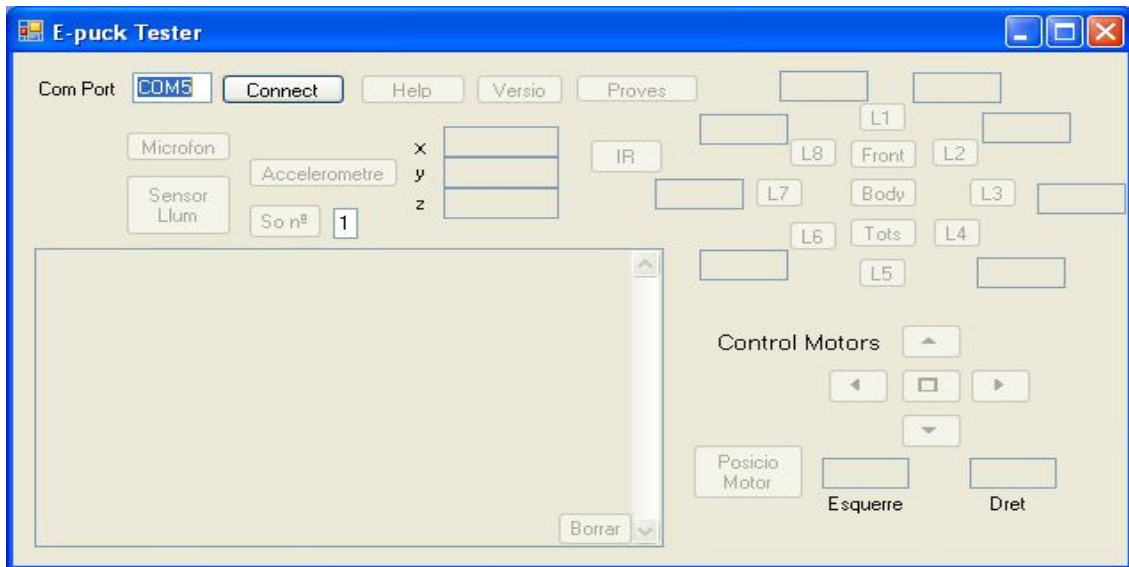 E-puck Tester
Com Port COM5 Connect Help Versio Proves
L1
Microfon x IR L8 Front L2
Accelerometre y
Sensor Llum z L7 Body L3
So nº 1
L6 Tots L4
L5
Control Motors
Posicio Motor
Esquerre Dret
Borrar